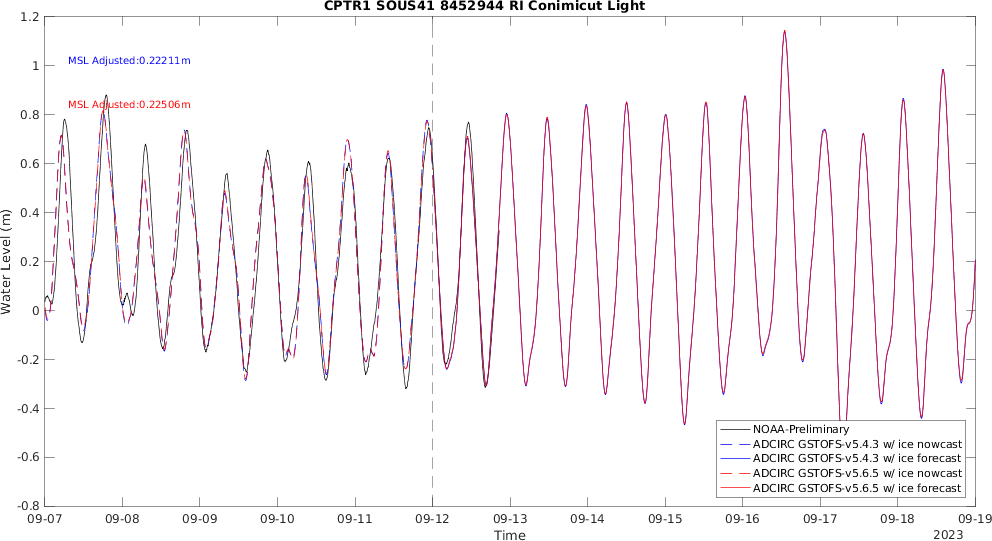 CPTR1 SOUS41 8452944 RI Conimicut Light
1.2
1
0.8
0.6
0.4
0.2
0
-0.2
-0.4
-0.6
-0.8
Water Level (m)
MSL Adjusted:0.22211m
MSL Adjusted:0.22506m
NOAA-Preliminary
ADCIRC GSTOFS-v5.4.3 w/ ice nowcast
ADCIRC GSTOFS-v5.4.3 w/ ice forecast
ADCIRC GSTOFS-v5.6.5 w/ ice nowcast
ADCIRC GSTOFS-v5.6.5 w/ ice forecast
09-07 09-08 09-09 09-10 09-11 09-12 09-13 09-14 09-15 09-16 09-17 09-18 09-19
Time
2023